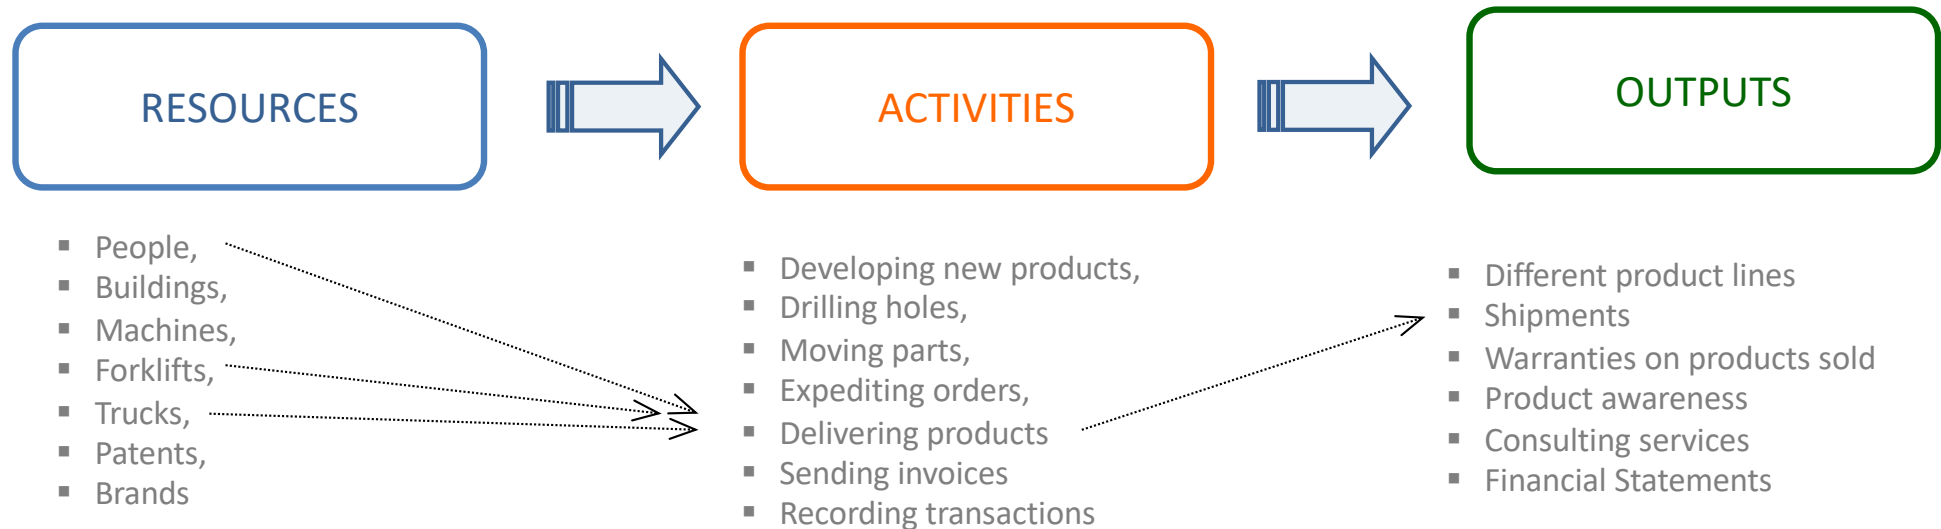 RESOURCES
ACTIVITIES
OUTPUTS
▪ People,
▪ Buildings,
▪ Machines,
▪ Forklifts,
▪ Trucks,
▪ Patents,
▪ Brands
▪ Developing new products,
▪ Drilling holes,
▪ Moving parts,
▪ Expediting orders,
▪ Delivering products
▪ Sending invoices
▪ Recording transactions
▪ Different product lines
▪ Shipments
▪ Warranties on products sold
▪ Product awareness
▪ Consulting services
▪ Financial Statements